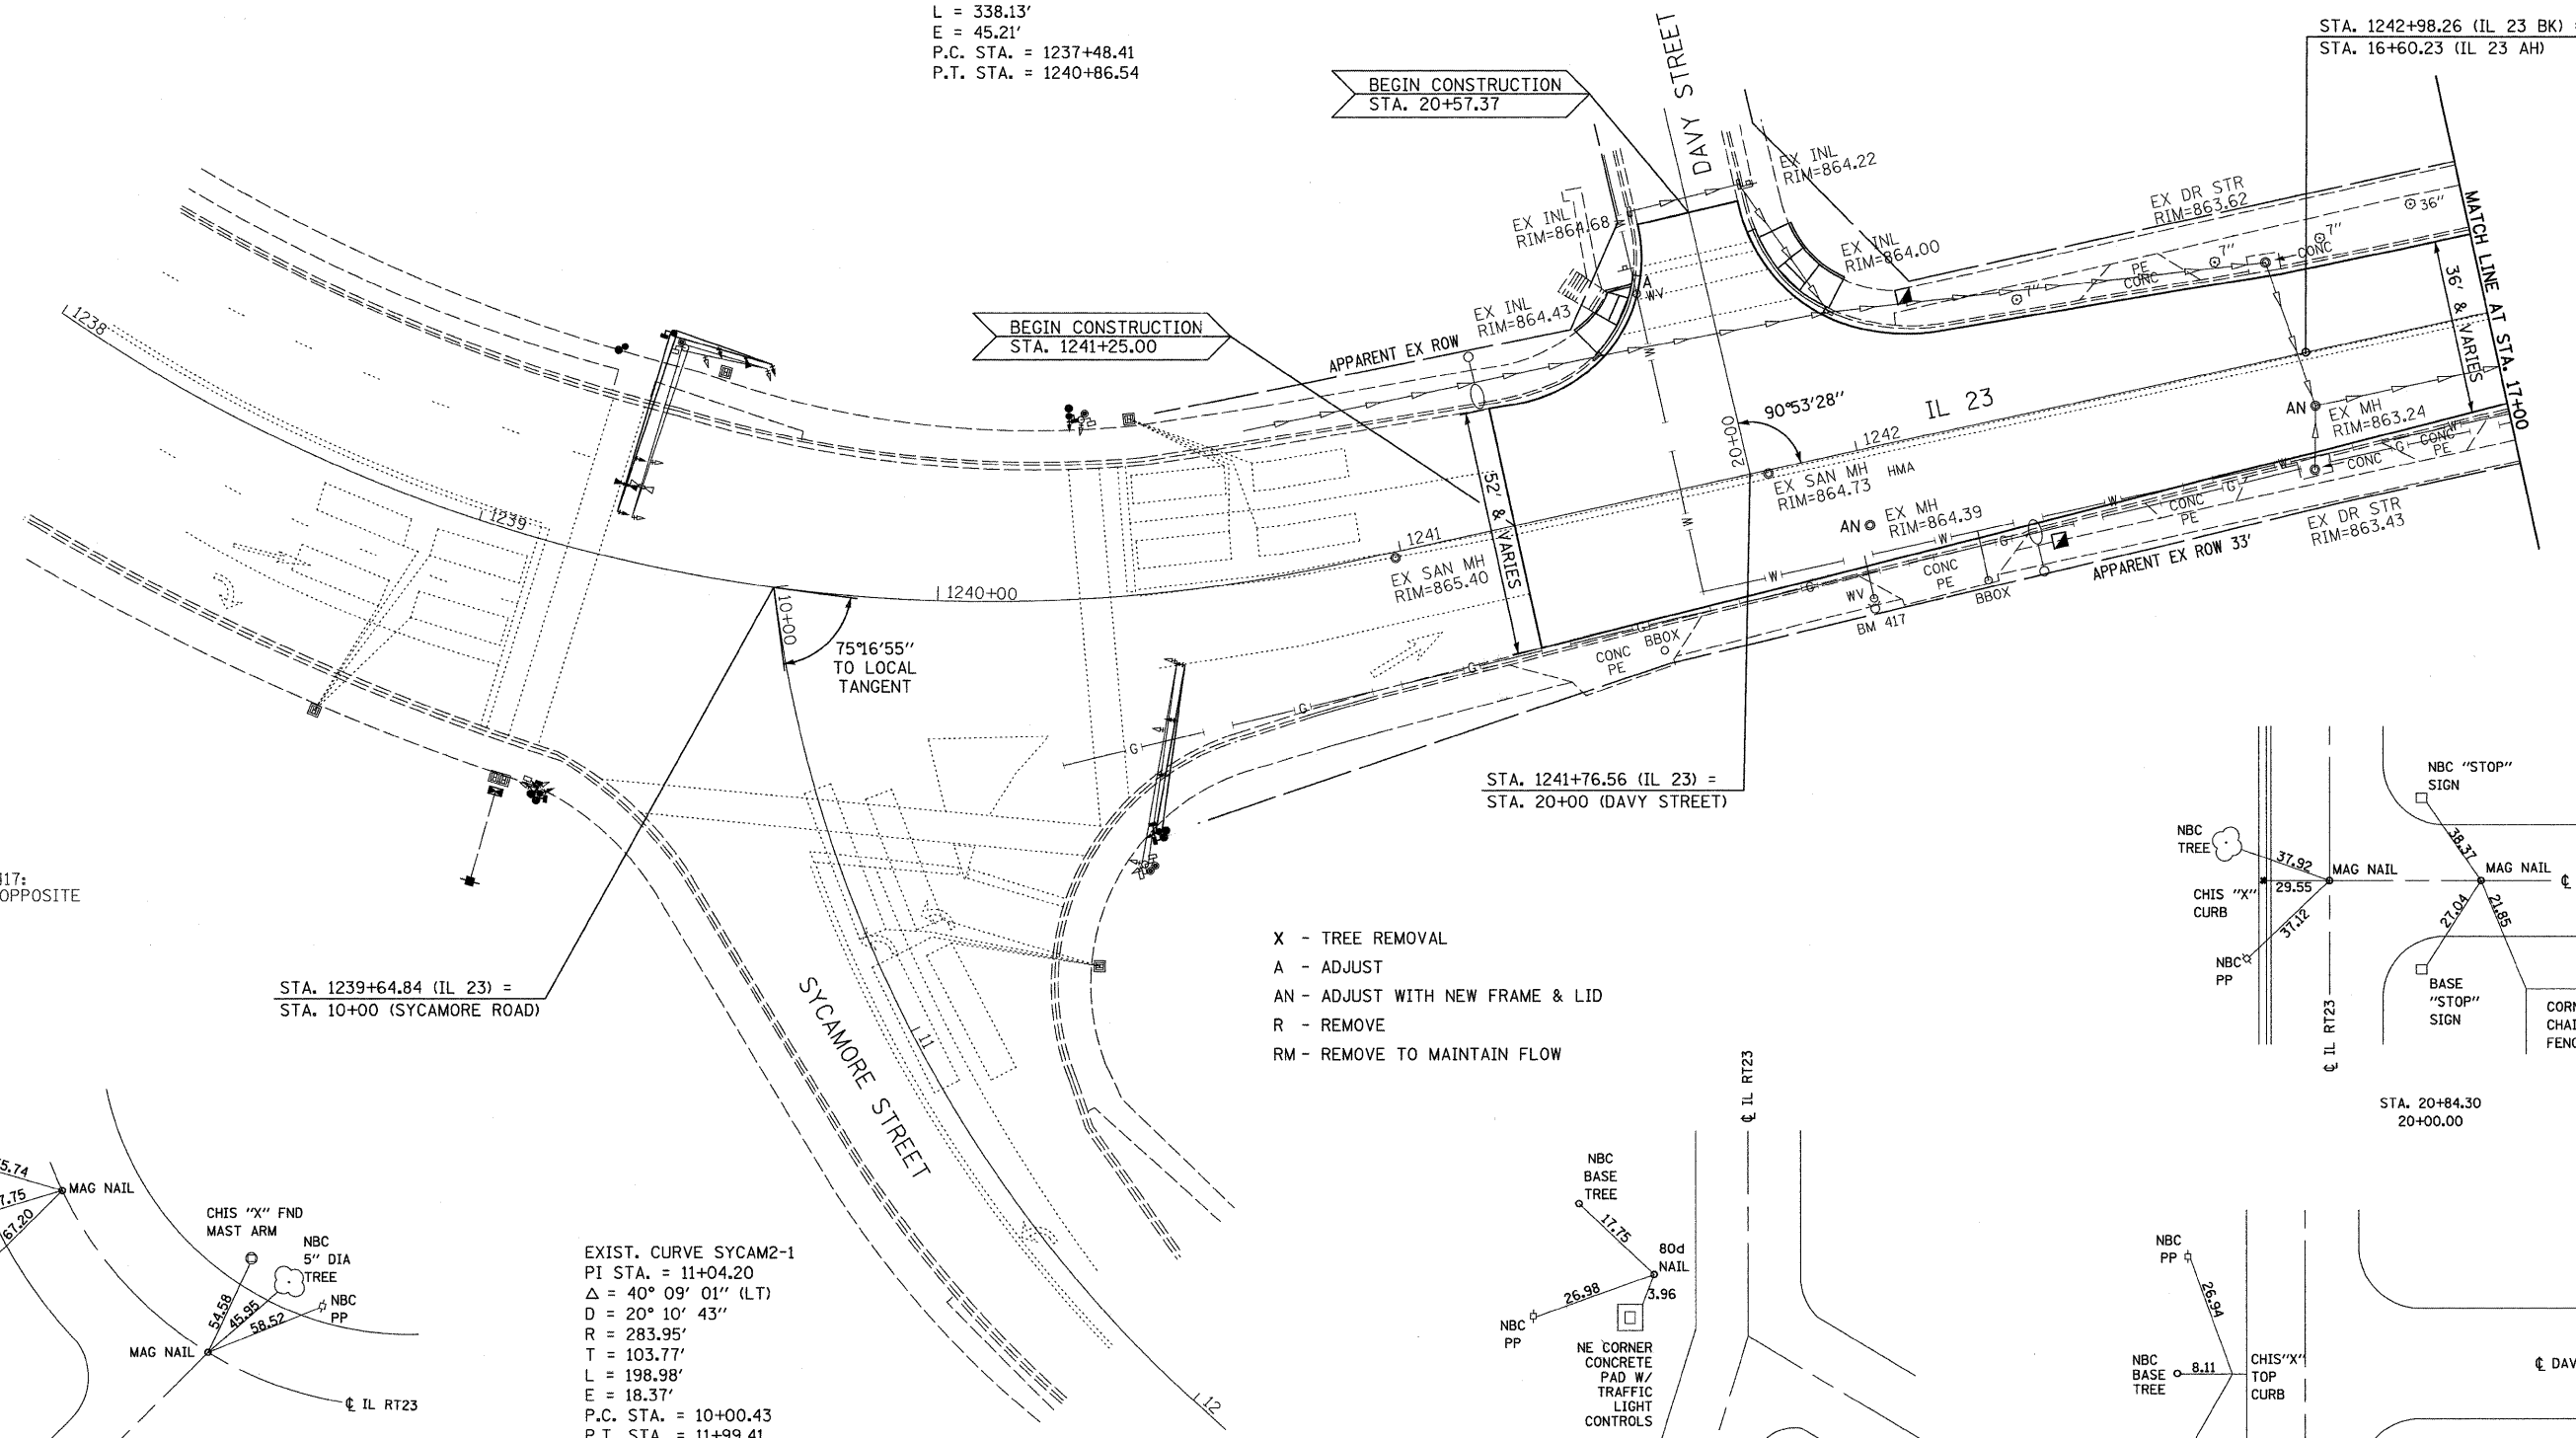 L = 338.13'
E = 45.21'
P.C. STA. = 1237+48.41
P.T. STA. = 1240+86.54
BEGIN CONSTRUCTION
STA. 20+57.37
DAVY STREET
STA. 1242+98.26 (IL 23 BK) =
STA. 16+60.23 (IL 23 AH)
EX INL
RIM=864.22
EX INL
RIM=864.68
EX INL
RIM=864.00
EX DR STR
RIM=863.62
36"
7"
7"
7"
CONC
PE
CONC
MATCH LINE AT STA. 17+00
36' & VARIES
EX INL
RIM=864.43
A
WV
W
BEGIN CONSTRUCTION
STA. 1241+25.00
APPARENT EX ROW
1238
1239
1240+00
1241
1242
10+00
20+00
90°53'28"
IL 23
AN
EX MH
RIM=863.24
EX SAN MH
RIM=864.73
HMA
AN
EX MH
RIM=864.39
52' & VARIES
EX SAN MH
RIM=865.40
W
W
W
W
W
W
W
G
G
G
G
G
G
G
CONC
PE
CONC
CONC
PE
CONC
PE
CONC
PE
EX DR STR
RIM=863.43
APPARENT EX ROW 33'
WV
BBOX
BM 417
BBOX
75°16'55"
TO LOCAL
TANGENT
STA. 1241+76.56 (IL 23) =
STA. 20+00 (DAVY STREET)
417:
OPPOSITE
STA. 1239+64.84 (IL 23) =
STA. 10+00 (SYCAMORE ROAD)
SYCAMORE STREET
11
12
X - TREE REMOVAL
A - ADJUST
AN - ADJUST WITH NEW FRAME & LID
R - REMOVE
RM - REMOVE TO MAINTAIN FLOW
NBC "STOP"
SIGN
NBC
TREE
38.37
37.92
MAG NAIL
MAG NAIL
℄
CHIS "X"
CURB
29.55
37.12
27.04
21.85
NBC
PP
BASE
"STOP"
SIGN
℄ IL RT23
STA. 20+84.30
20+00.00
5.74
7.75
67.20
MAG NAIL
CHIS "X" FND
MAST ARM
NBC
5" DIA
TREE
NBC
PP
54.58
45.95
58.52
MAG NAIL
℄ IL RT23
EXIST. CURVE SYCAM2-1
PI STA. = 11+04.20
Δ = 40° 09' 01" (LT)
D = 20° 10' 43"
R = 283.95'
T = 103.77'
L = 198.98'
E = 18.37'
P.C. STA. = 10+00.43
P.T. STA. = 11+99.41
℄ IL RT23
NBC
BASE
TREE
17.75
80d
NAIL
26.98
3.96
NBC
PP
NE CORNER
CONCRETE
PAD W/
TRAFFIC
LIGHT
CONTROLS
NBC
PP
26.94
NBC
BASE
TREE
8.11
CHIS"X"
TOP
CURB
℄ DAV